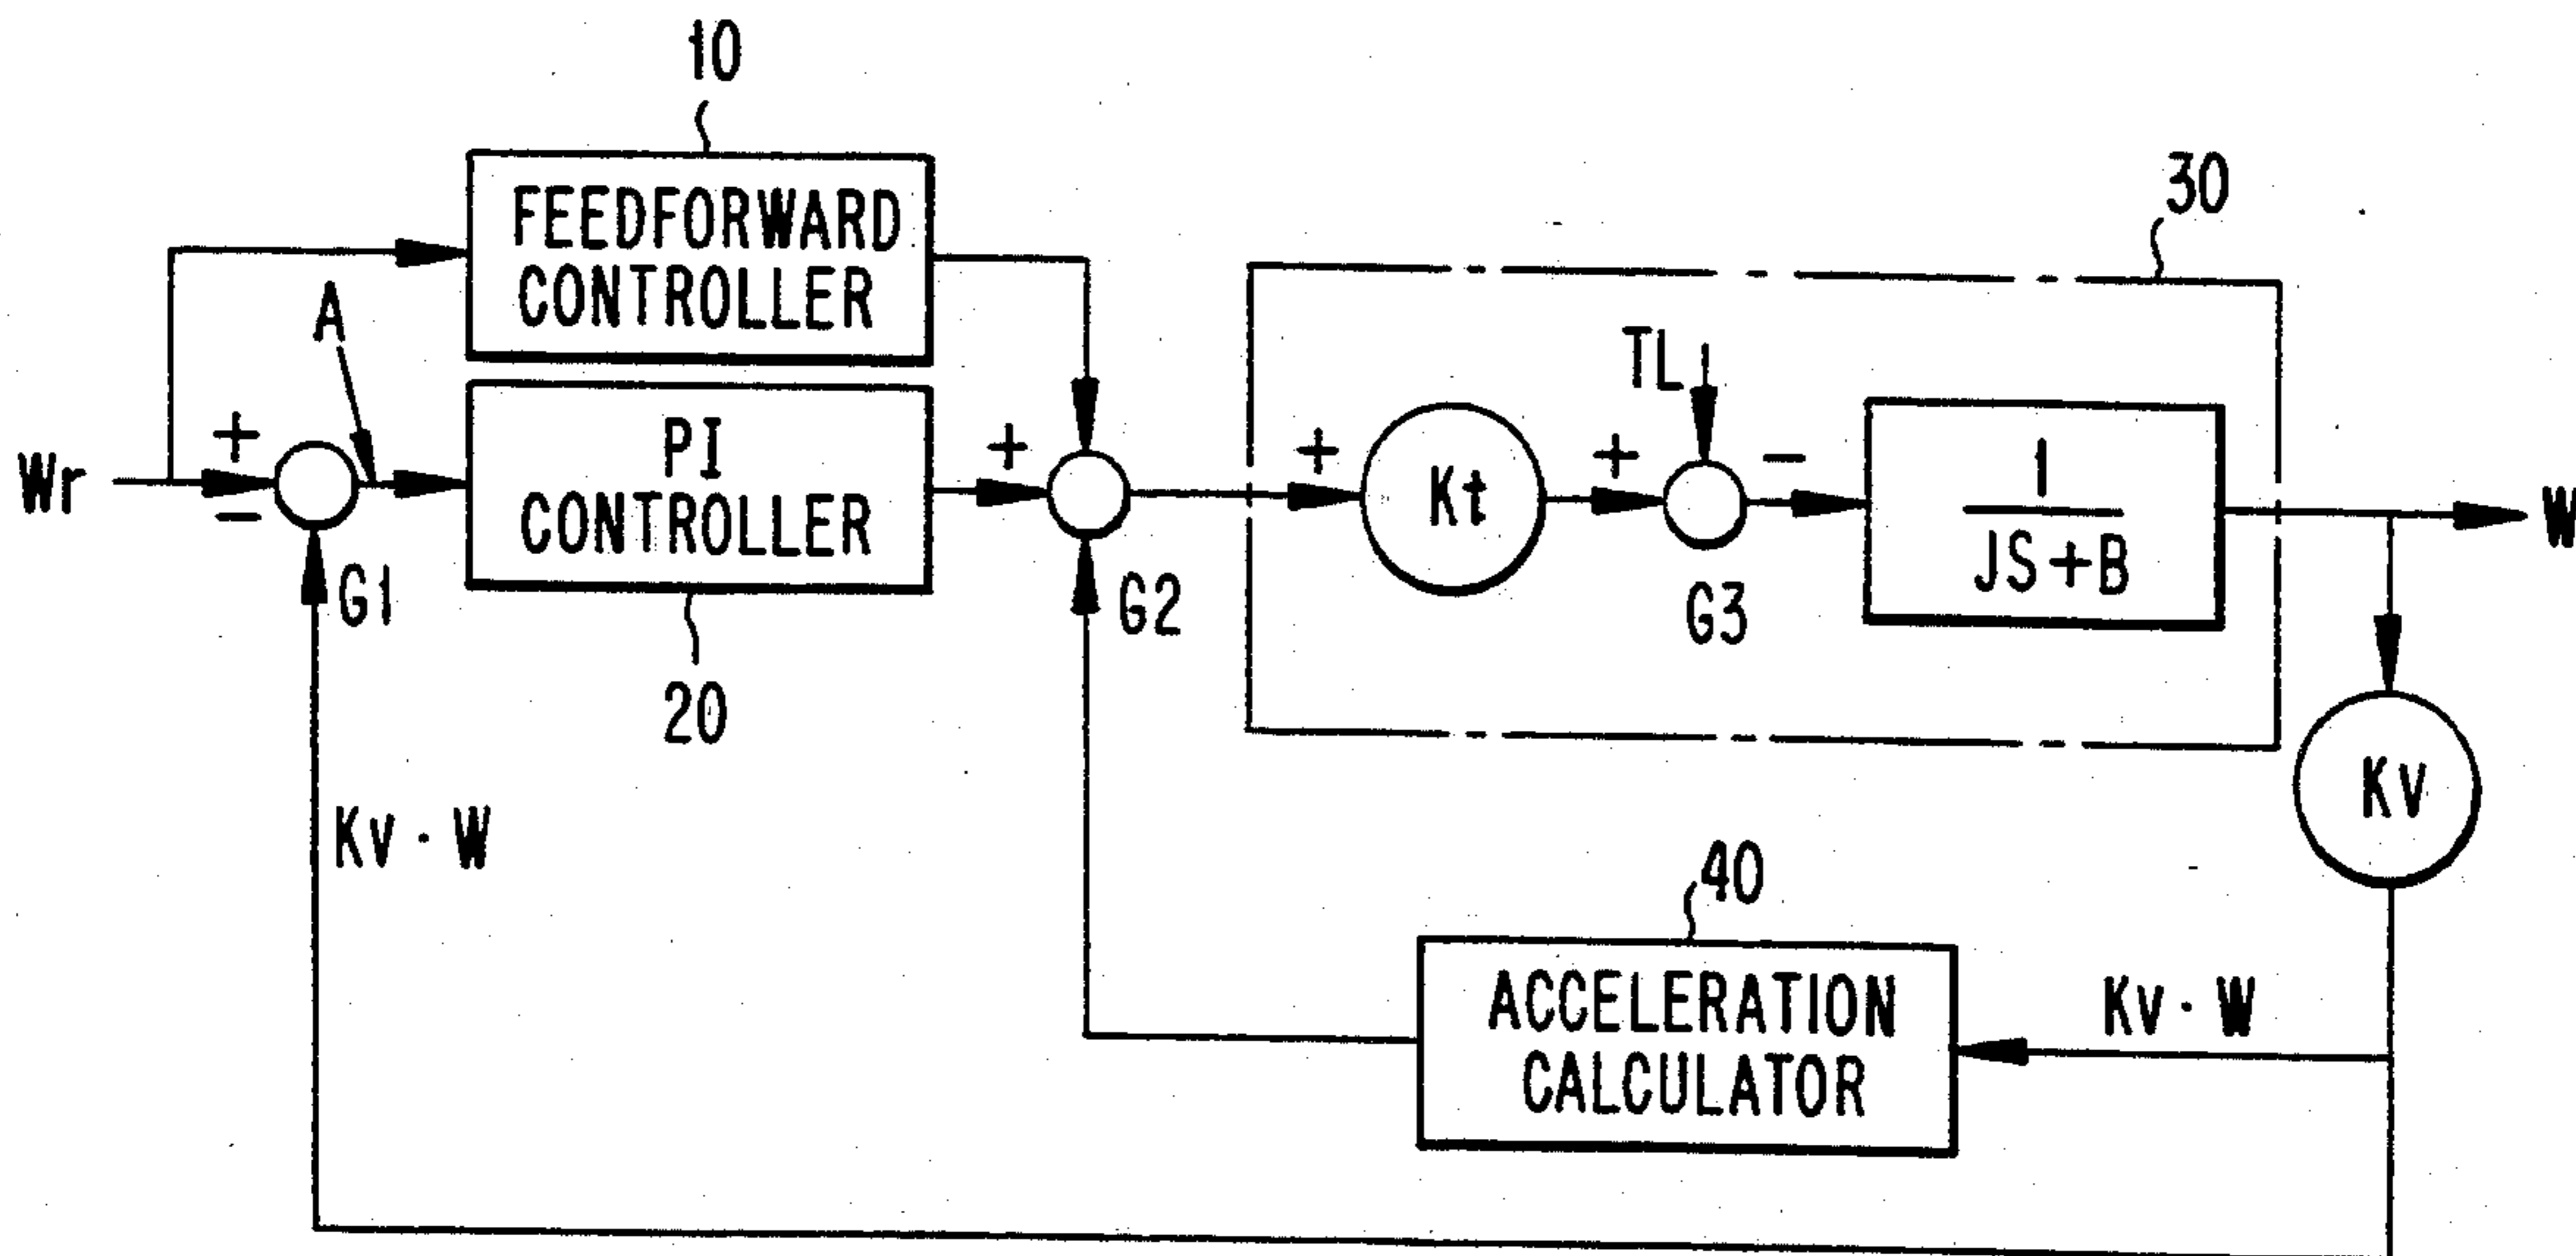 10
FEEDFORWARD
CONTROLLER
30
A
TL
Wr
+
−
G1
PI
CONTROLLER
20
+
G2
+
Kt
+
G3
−
1
JS+B
W
Kv
Kv · W
40
ACCELERATION
CALCULATOR
Kv · W